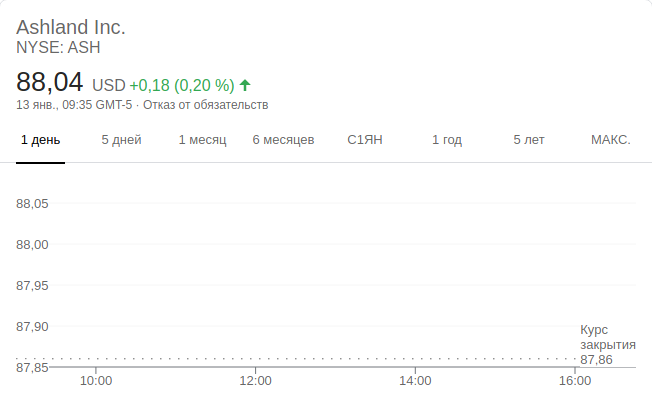 Ashland Inc.
NYSE: ASH
88,04 USD +0,18 (0,20 %)
13 янв., 09:35 GMT-5 · Отказ от обязательств
1 день 5 дней 1 месяц 6 месяцев С1ЯН 1 год 5 лет МАКС.
88,05
88,00
87,95
87,90
Курс
закрытия
87,86
87,85
10:00 12:00 14:00 16:00